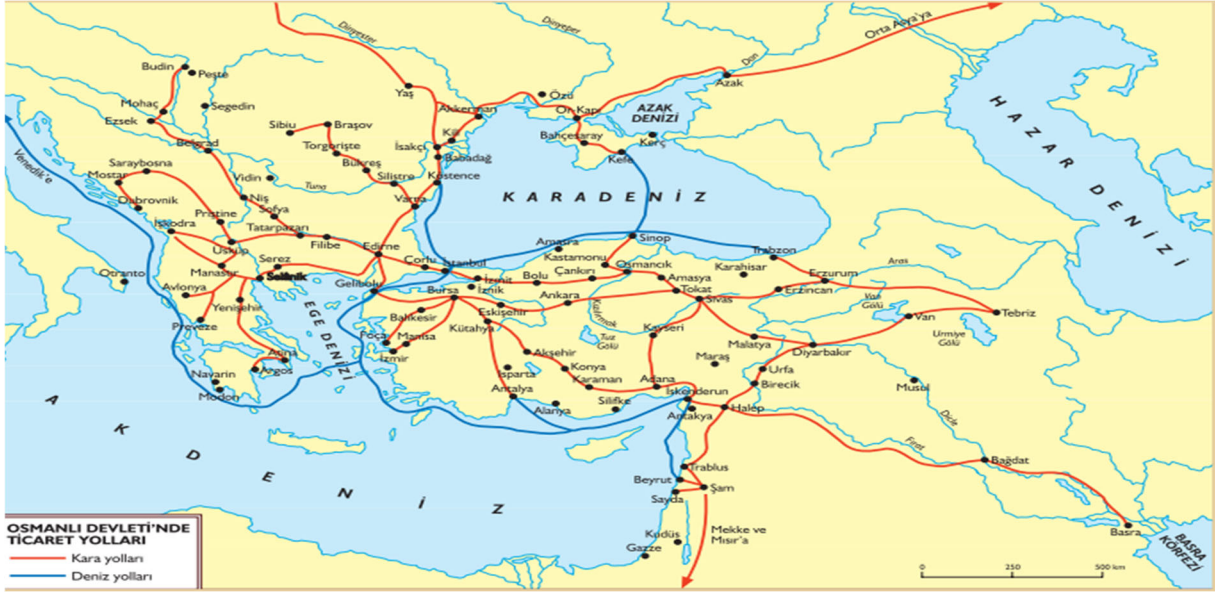 Orta Asya'ya
Dinyester
Dinyeper
Don
Budin
Peşte
Yaş
Özü
Azak
Mohaç
Segedin
Akkerman
Or Kapı
AZAK
DENİZİ
Ezsek
Sibiu
Braşov
Kili
Bahçesaray
Kerç
Belgrad
Torgorişte
İsakçı
Kefe
Venedik'e
Saraybosna
Bükreş
Babadağ
Mostar
Vidin
Tuna
Silistre
Köstence
HAZAR DENİZİ
Dubrovnik
Niş
Varna
KARADENİZ
Priştine
Sofya
İskodra
Tatarpazarı
Filibe
Üsküp
Edirne
Amasra
Sinop
Trabzon
Otranto
Manastır
Serez
Çorlu
İstanbul
Kastamonu
Selanik
İzmit
Bolu
Çankırı
Osmancık
Amasya
Karahisar
Erzurum
Aras
Avlonya
Gelibolu
İznik
Tokat
Erzincan
Yenişehir
Bursa
Ankara
Sivas
Van
Gölü
Tebriz
Preveze
EGE DENİZİ
Balıkesir
Eskişehir
Kızılırmak
Van
Urmiye
Gölü
Foça
Manisa
Kütahya
Tuz
Gölü
Kayseri
Malatya
Diyarbakır
Atina
İzmir
Akşehir
Maraş
Navarin
Argos
Isparta
Konya
Urfa
Modon
Karaman
Adana
Birecik
Musul
Antalya
Alanya
Silifke
İskenderun
Halep
Dicle
Antakya
Fırat
AKDENİZ
Trablus
Bağdat
Beyrut
Şam
Sayda
OSMANLI DEVLETİ'NDE
TİCARET YOLLARI
Kara yolları
Deniz yolları
Kudüs
Gazze
Mekke ve
Mısır'a
Basra
BASRA
KÖRFEZİ
0 250 500 km